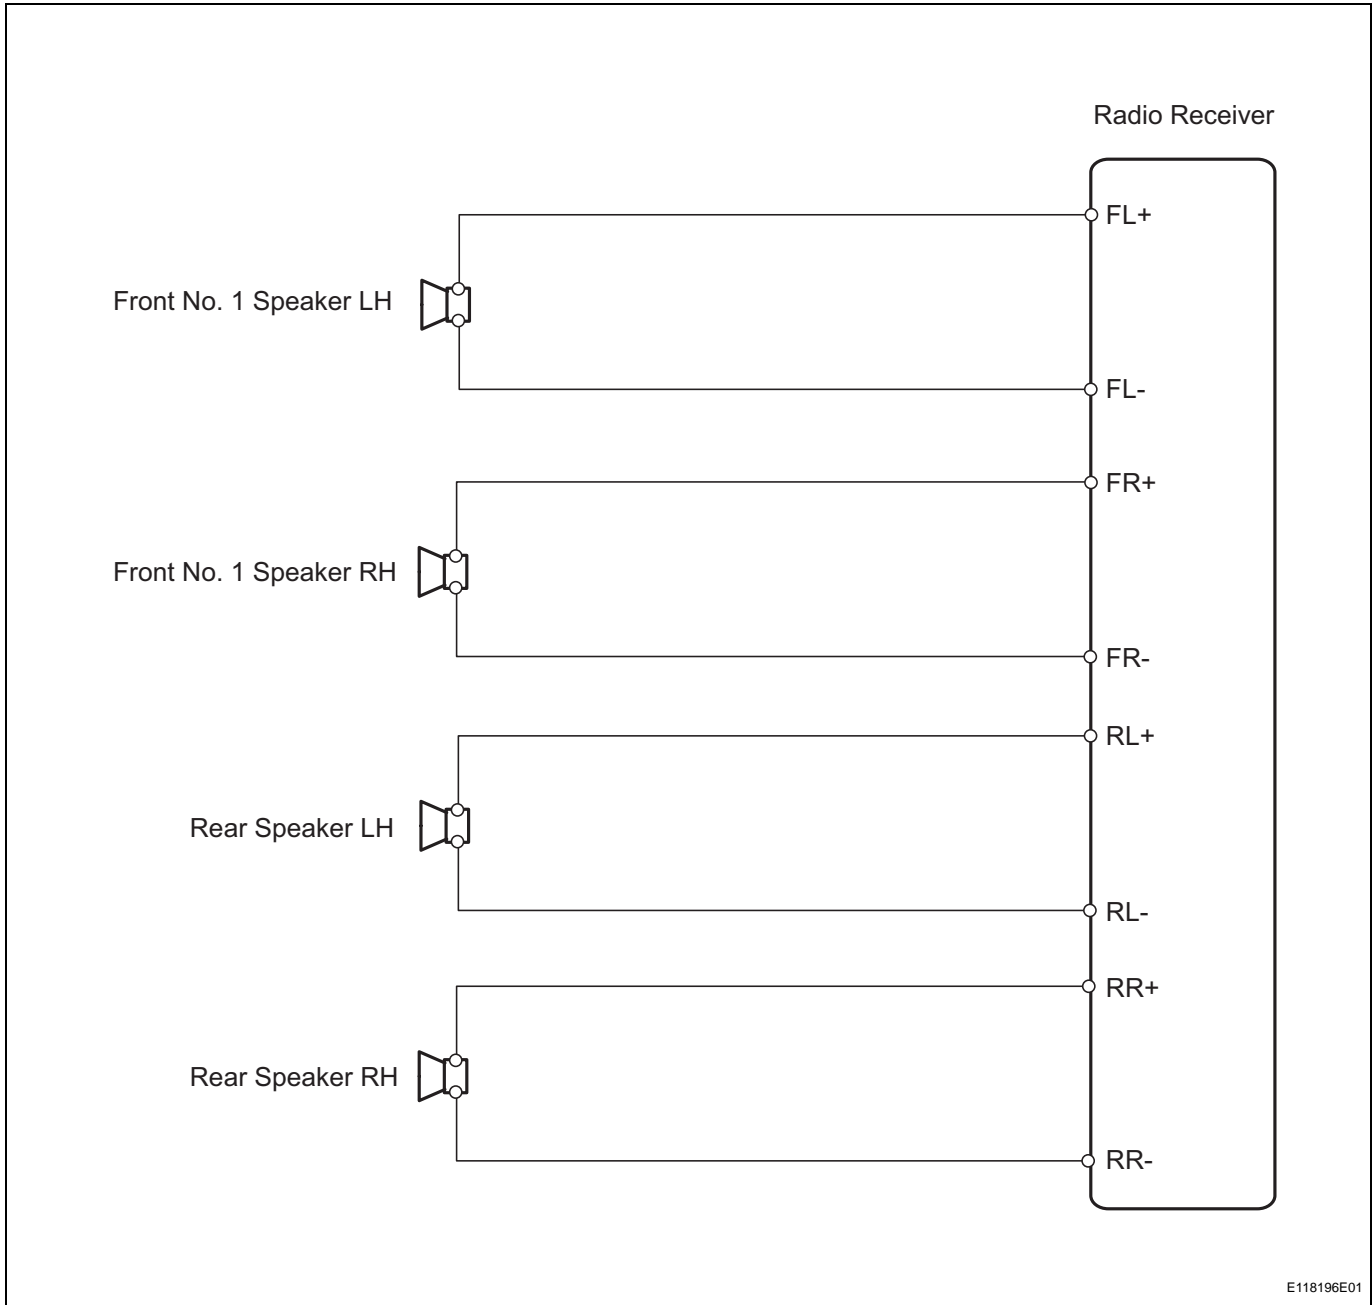 Radio Receiver
FL+
Front No. 1 Speaker LH
FL-
FR+
Front No. 1 Speaker RH
FR-
RL+
Rear Speaker LH
RL-
RR+
Rear Speaker RH
RR-
E118196E01